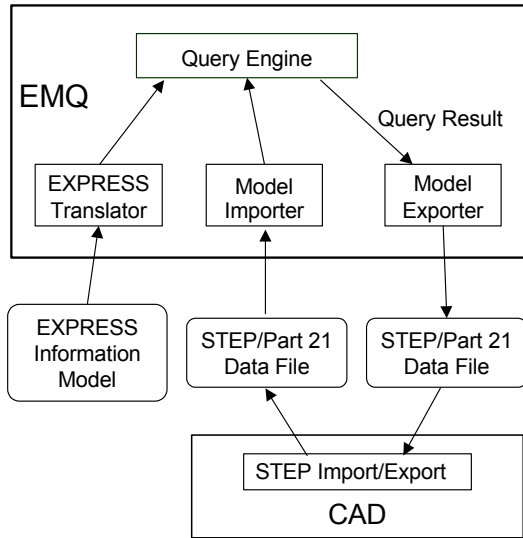 Query Engine
EMQ
Query Result
EXPRESS
Translator
Model
Importer
Model
Exporter
EXPRESS
Information
Model
STEP/Part 21
Data File
STEP/Part 21
Data File
STEP Import/Export
CAD